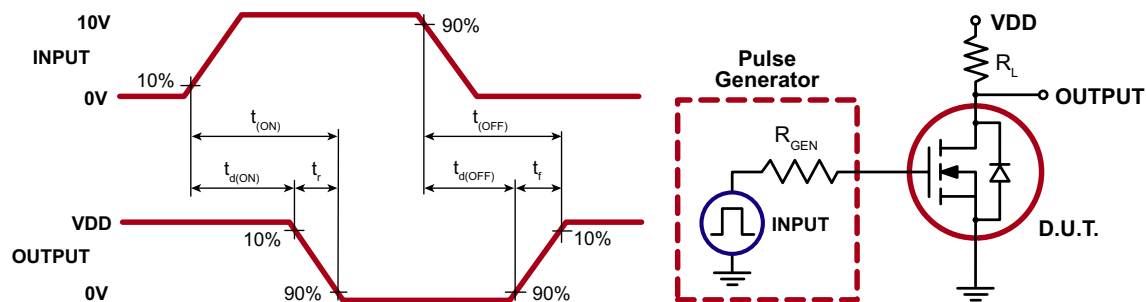 10V
INPUT
0V
10%
90%
t(ON)
t(OFF)
td(ON)
tr
td(OFF)
tf
VDD
OUTPUT
0V
10%
90%
90%
10%
Pulse
Generator
RGEN
INPUT
VDD
RL
OUTPUT
D.U.T.